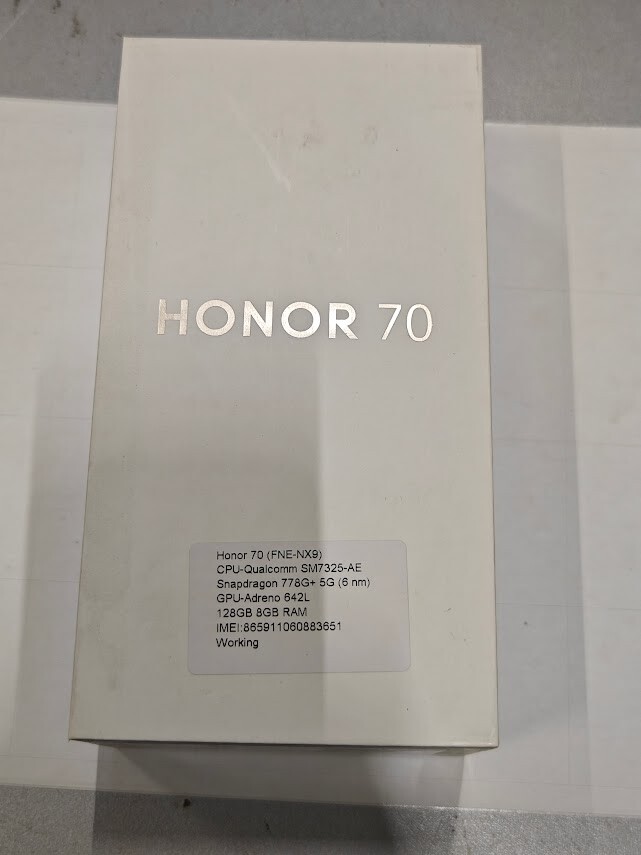 HONOR 70
Honor 70 (FNE-NX9)
CPU-Qualcomm SM7325-AE
Snapdragon 778G+ 5G (6 nm)
GPU-Adreno 642L
128GB 8GB RAM
IMEI:865911060883651
Working